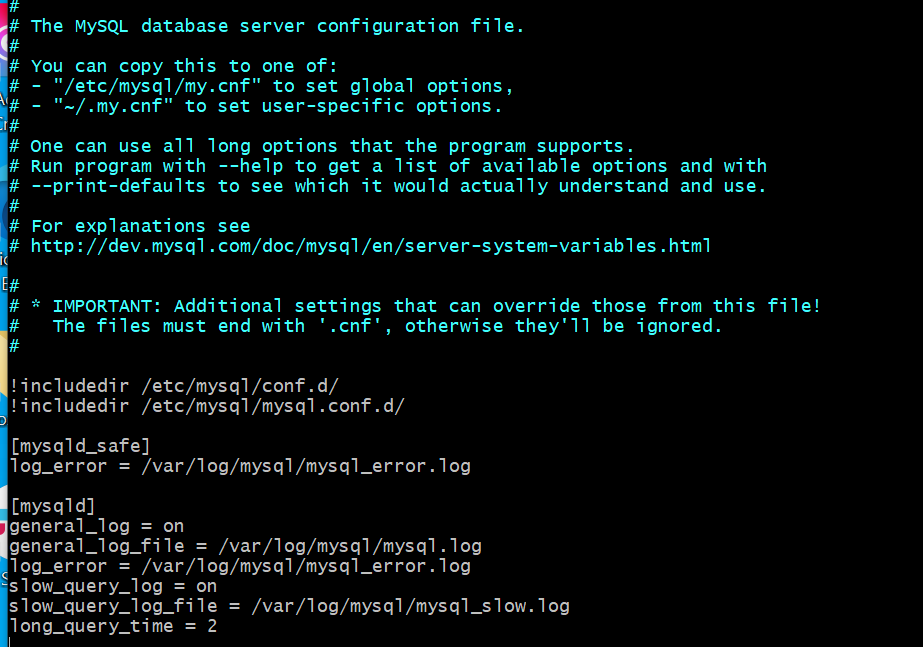 #
# The MySQL database server configuration file.
#
# You can copy this to one of:
# - "/etc/mysql/my.cnf" to set global options,
# - "~/.my.cnf" to set user-specific options.
#
# One can use all long options that the program supports.
# Run program with --help to get a list of available options and with
# --print-defaults to see which it would actually understand and use.
#
# For explanations see
# http://dev.mysql.com/doc/mysql/en/server-system-variables.html
#
# * IMPORTANT: Additional settings that can override those from this file!
#   The files must end with '.cnf', otherwise they'll be ignored.
#
!includedir /etc/mysql/conf.d/
!includedir /etc/mysql/mysql.conf.d/
[mysqld_safe]
log_error = /var/log/mysql/mysql_error.log
[mysqld]
general_log = on
general_log_file = /var/log/mysql/mysql.log
log_error = /var/log/mysql/mysql_error.log
slow_query_log = on
slow_query_log_file = /var/log/mysql/mysql_slow.log
long_query_time = 2